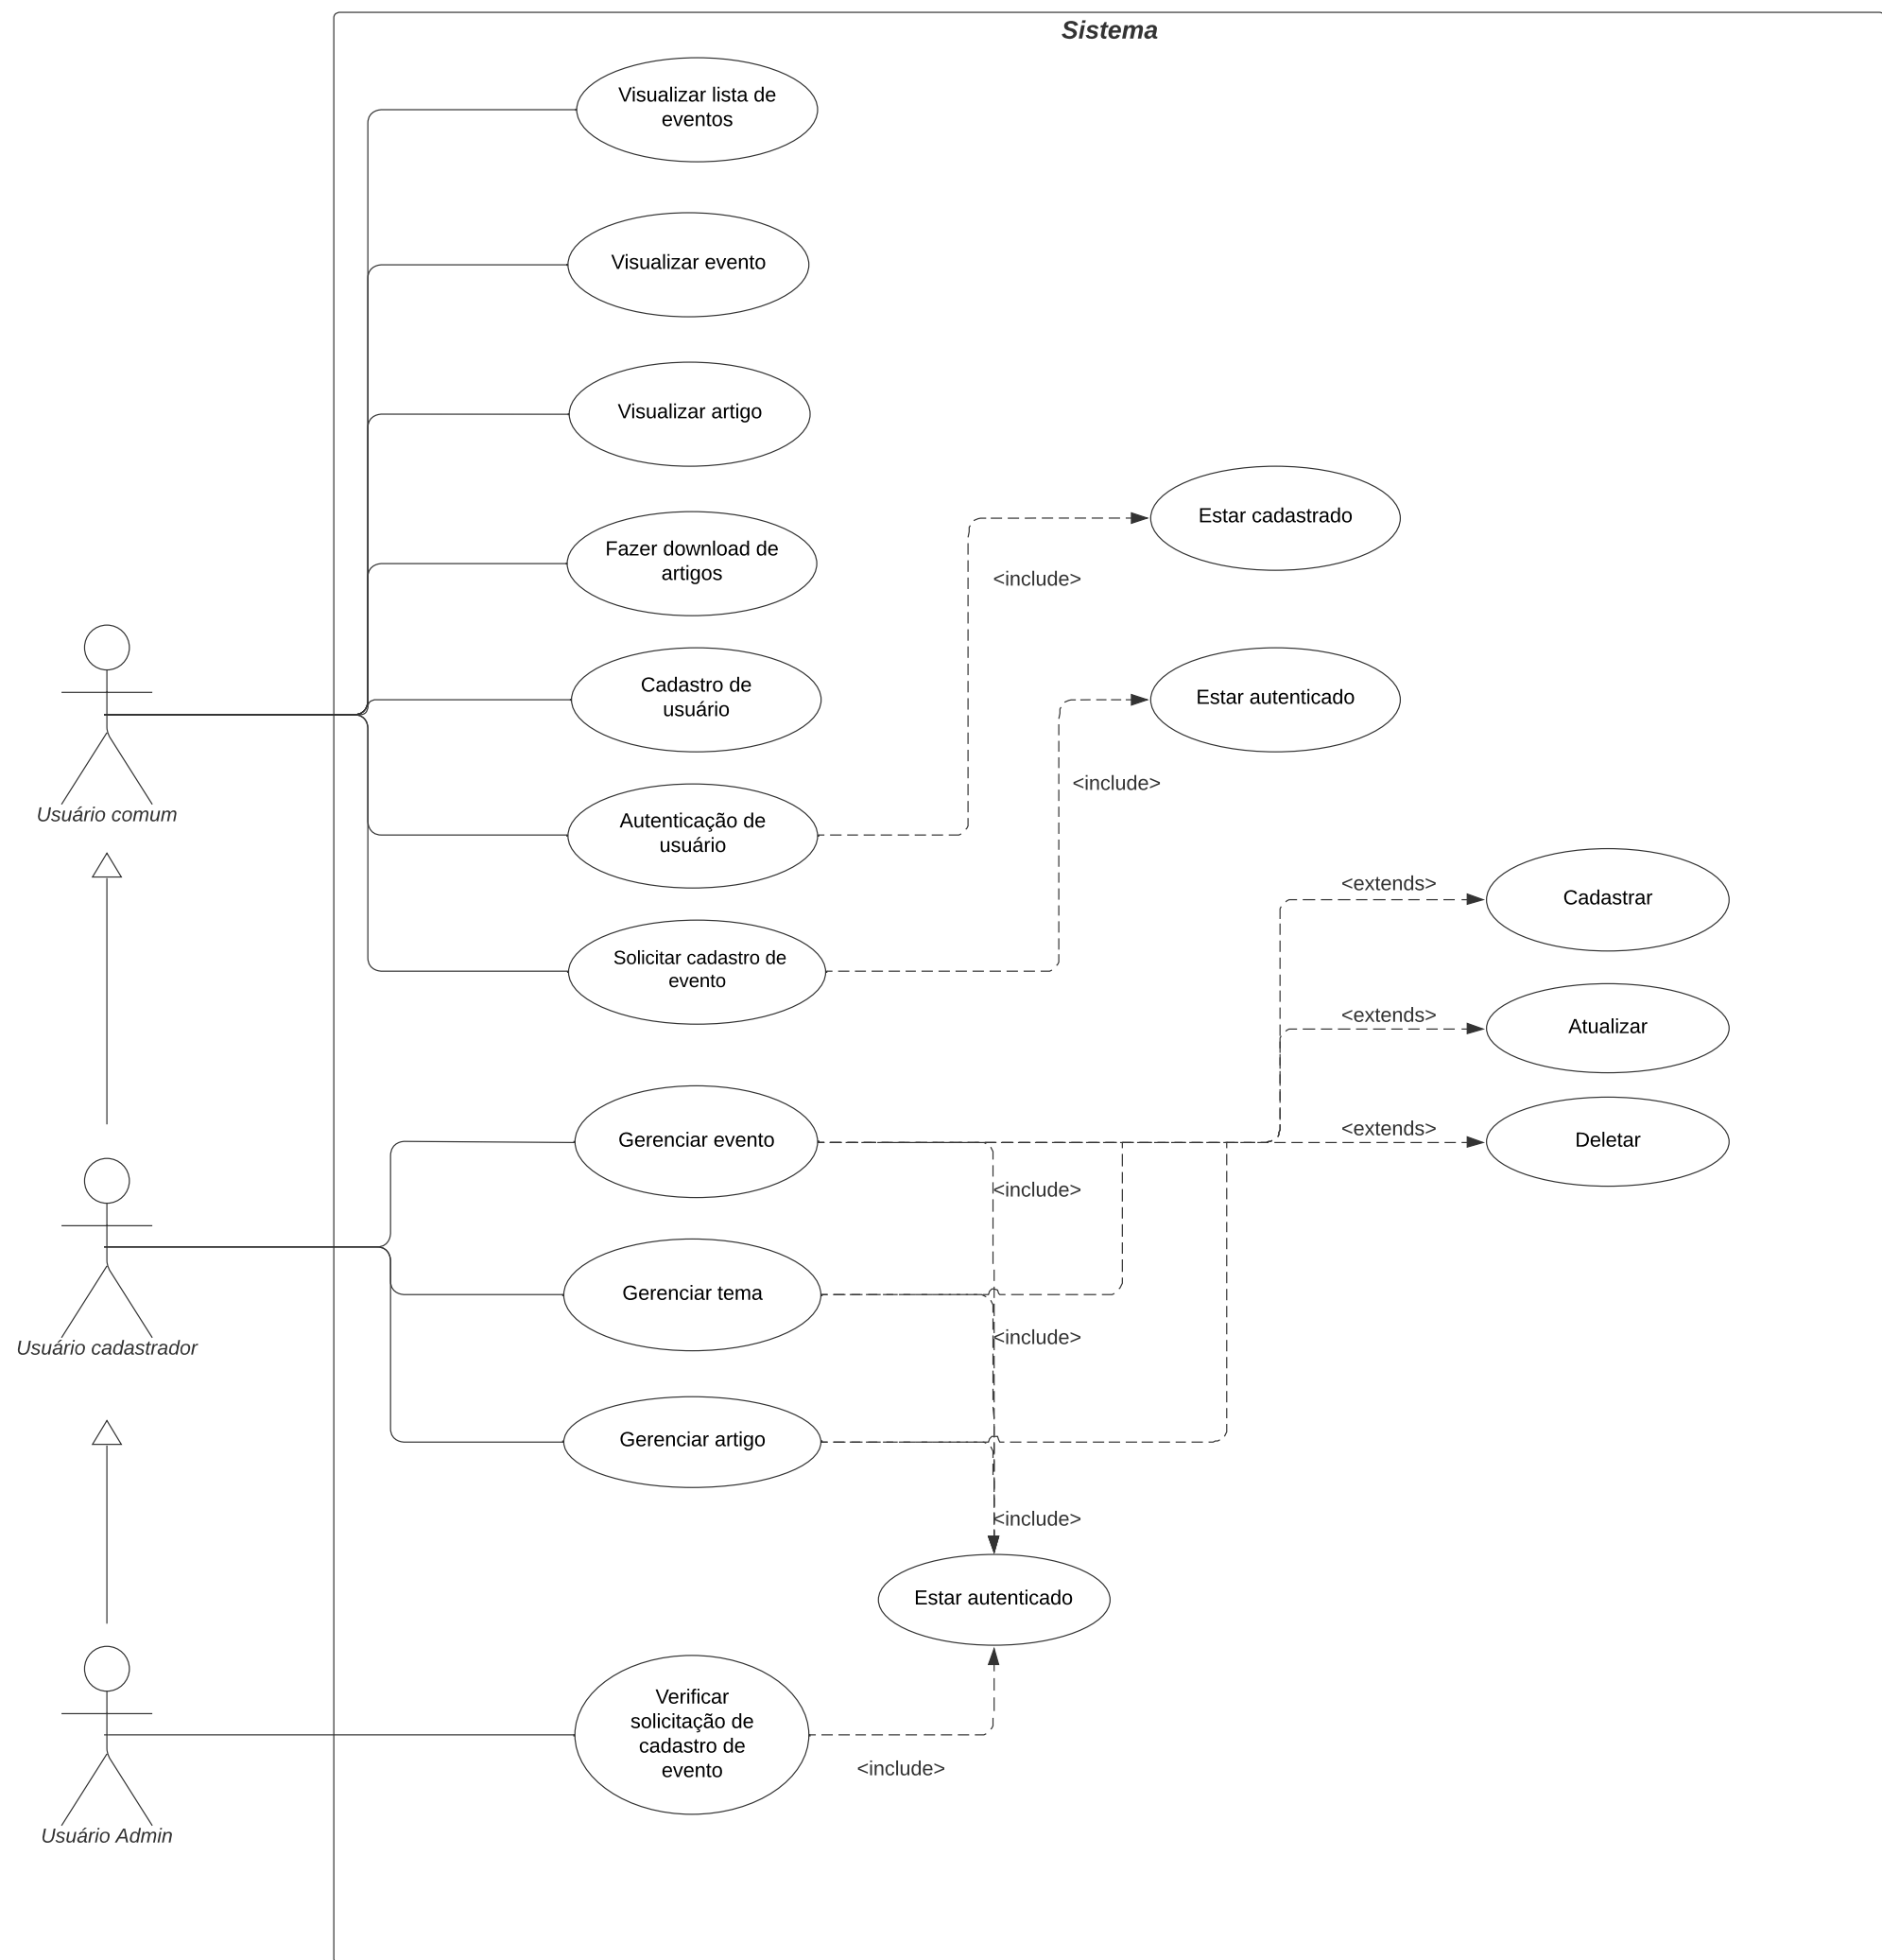 Sistema
Visualizar lista de
eventos
Visualizar evento
Visualizar artigo
Estar cadastrado
Fazer download de
artigos
<include>
Cadastro de
usuário
Estar autenticado
<include>
Usuário comum
Autenticação de
usuário
<extends>
Cadastrar
Solicitar cadastro de
evento
<extends>
Atualizar
Gerenciar evento
<extends>
Deletar
<include>
Gerenciar tema
<include>
Usuário cadastrador
Gerenciar artigo
<include>
Estar autenticado
Verificar
solicitação de
cadastro de
evento
<include>
Usuário Admin